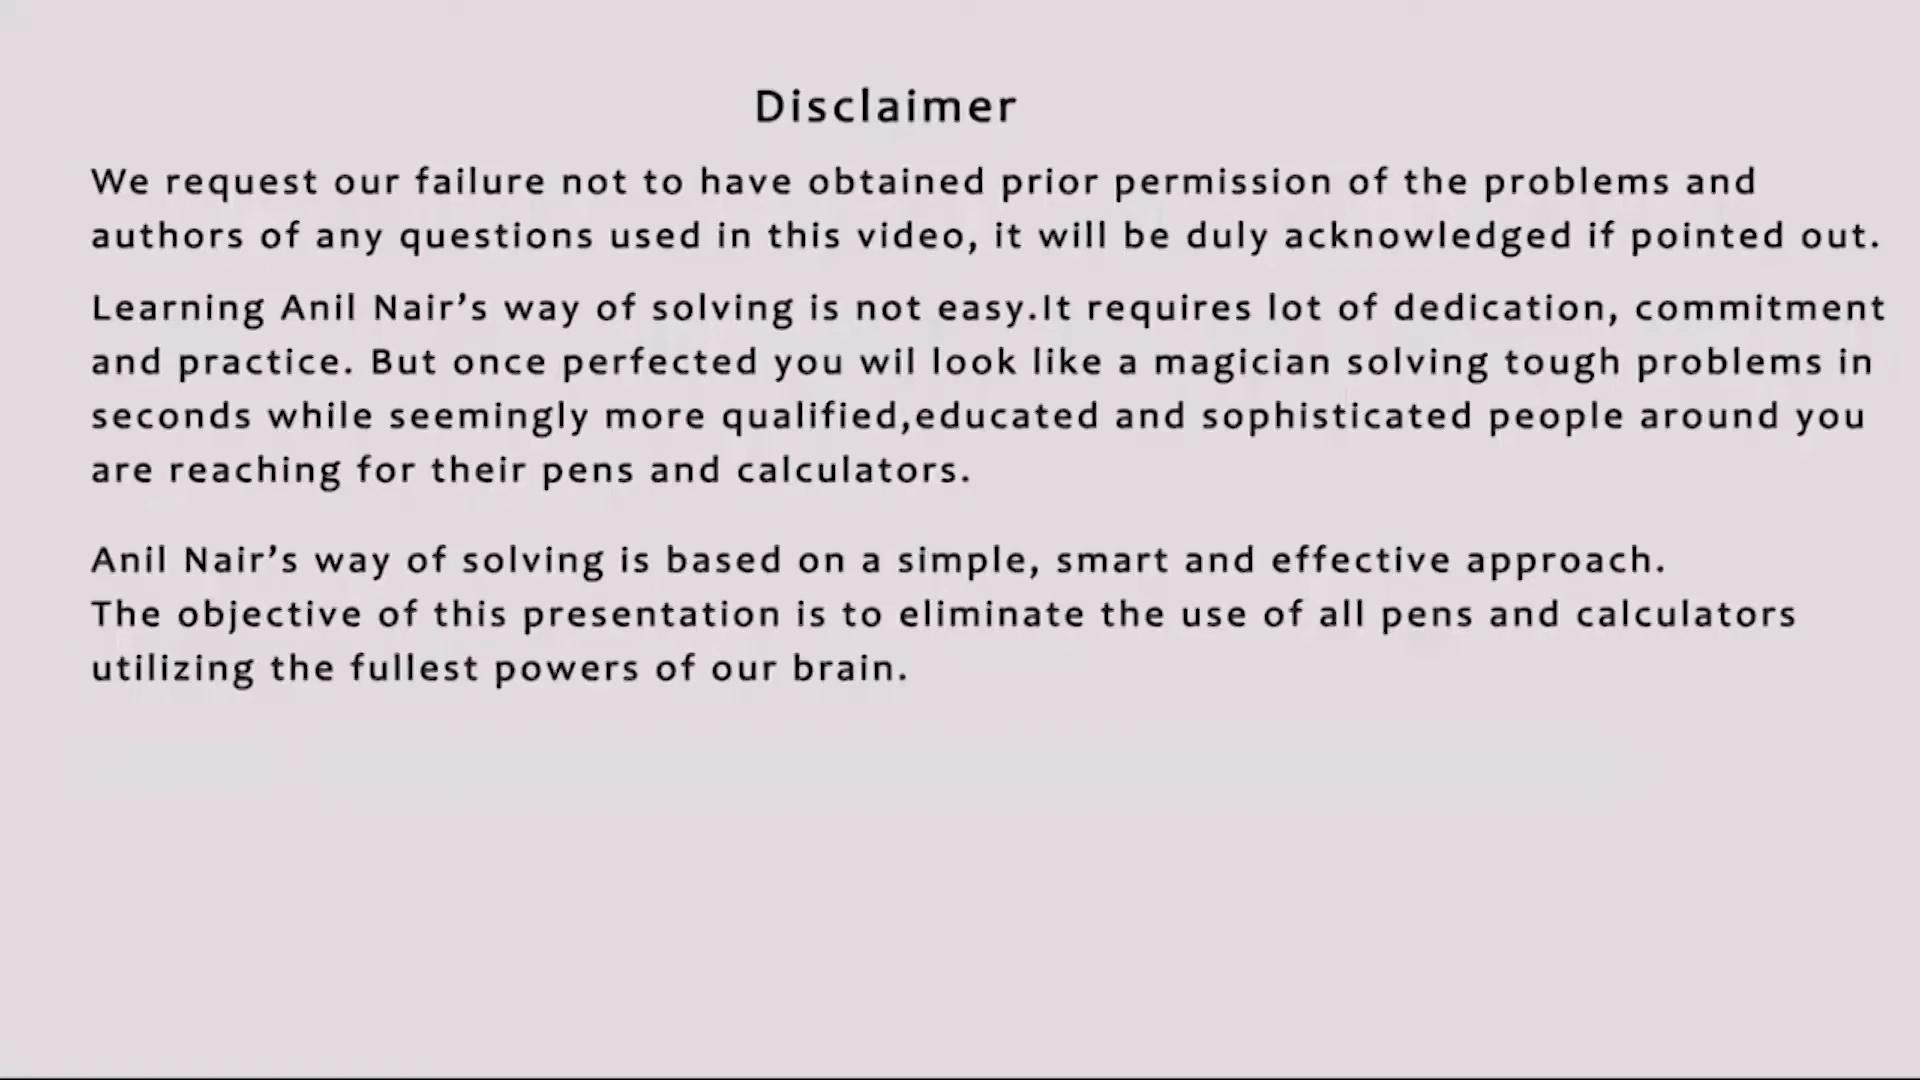 Disclaimer
We request our failure not to have obtained prior permission of the problems and
authors of any questions used in this video, it will be duly acknowledged if pointed out.
Learning Anil Nair’s way of solving is not easy.It requires lot of dedication, commitment
and practice. But once perfected you wil look like a magician solving tough problems in
seconds while seemingly more qualified,educated and sophisticated people around you
are reaching for their pens and calculators.
Anil Nair’s way of solving is based on a simple, smart and effective approach.
The objective of this presentation is to eliminate the use of all pens and calculators
utilizing the fullest powers of our brain.